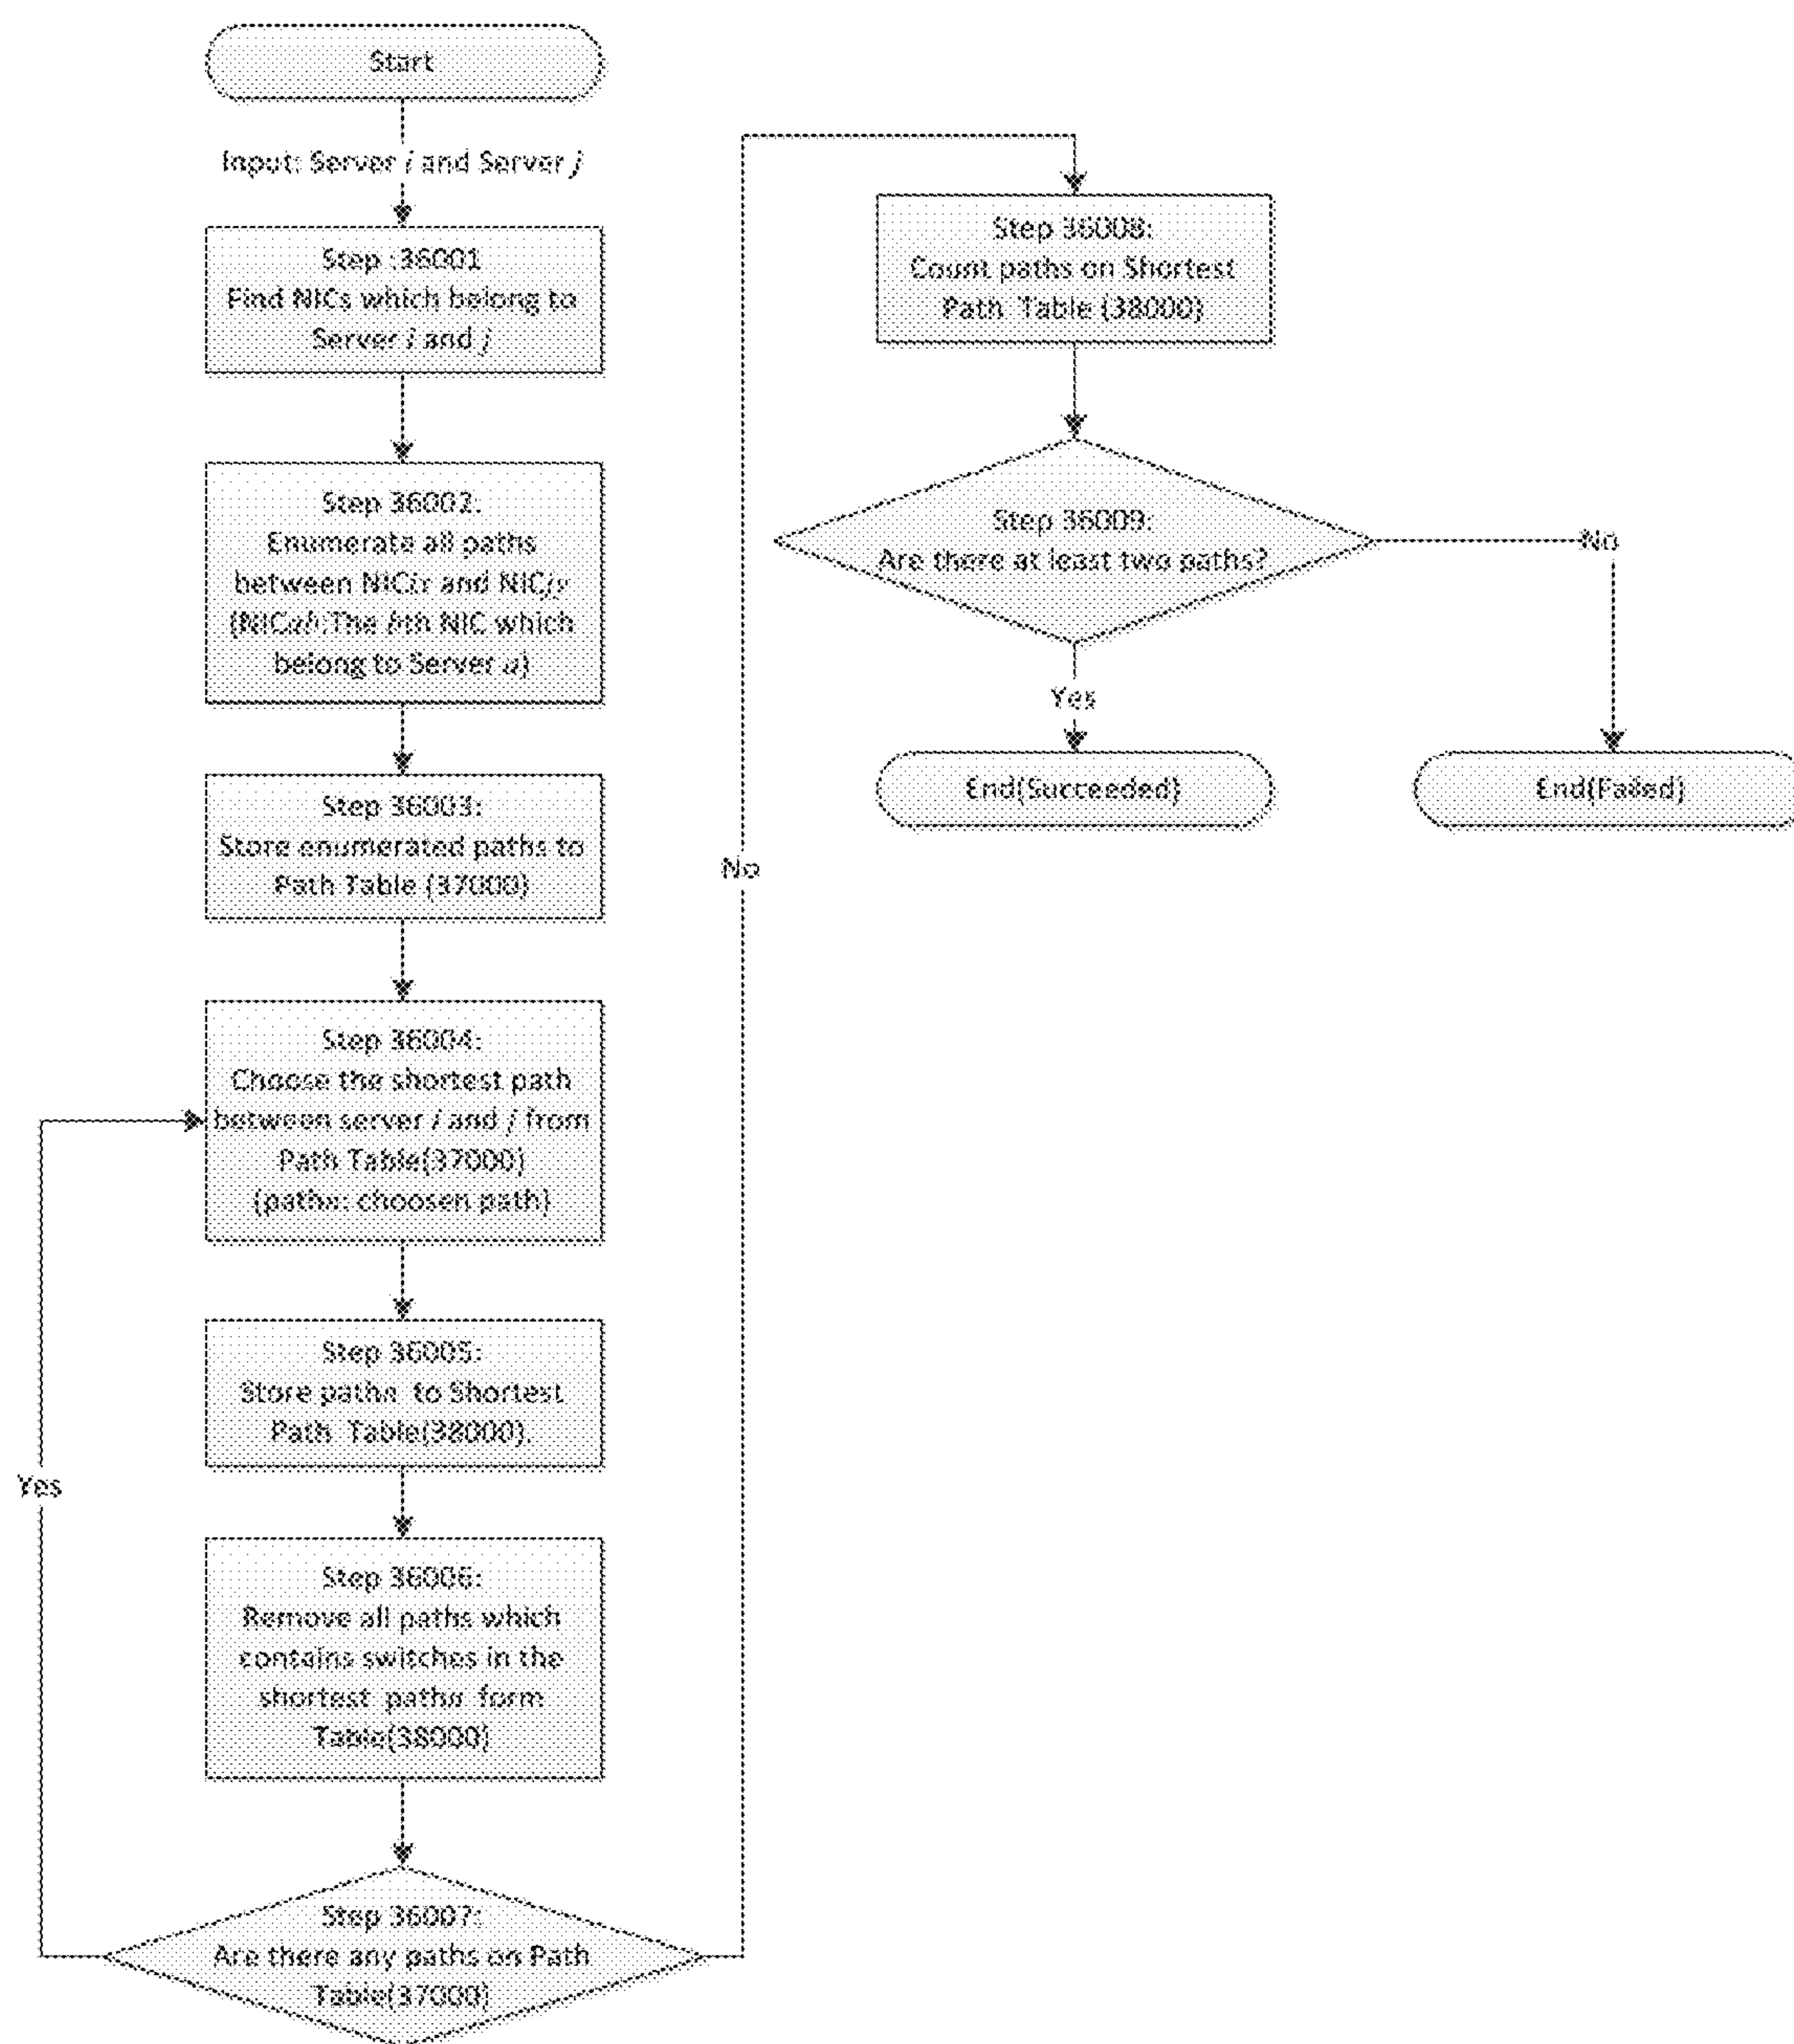 Start
Input: Server i and Server j
Step :36001
Find NICs which belong to
Server i and j
Step 36002:
Enumerate all paths
between NICix and NICjy
(NICab:The bth NIC which
belong to Server a)
Step 36003:
Store enumerated paths to
Path Table (37000)
Step 36004:
Choose the shortest path
between server i and j from
Path Table(37000)
(pathn: choosen path)
Step 36005:
Store pathn to Shortest
Path Table(38000).
Step 36006:
Remove all paths which
contains switches in the
shortest pathn form
Table(38000)
Step 36007:
Are there any paths on Path
Table(37000)
Yes
No
Step 36008:
Count paths on Shortest
Path Table (38000)
Step 36009:
Are there at least two paths?
No
Yes
End(Succeeded)
End(Failed)